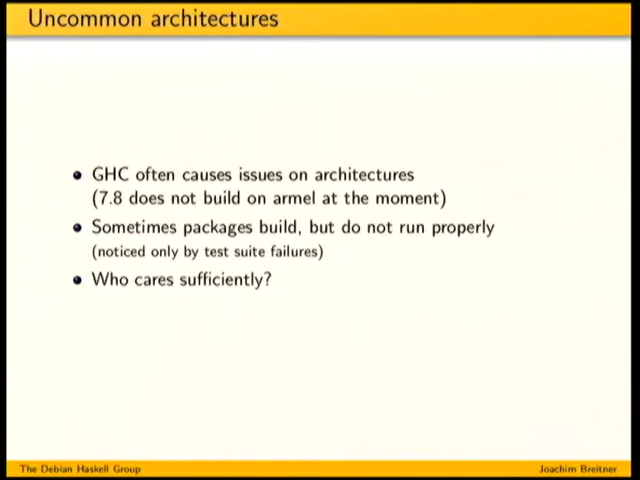 Uncommon architectures
GHC often causes issues on architectures
(7.8 does not build on armel at the moment)
Sometimes packages build, but do not run properly
(noticed only by test suite failures)
Who cares sufficiently?
The Debian Haskell Group
Joachim Breitner